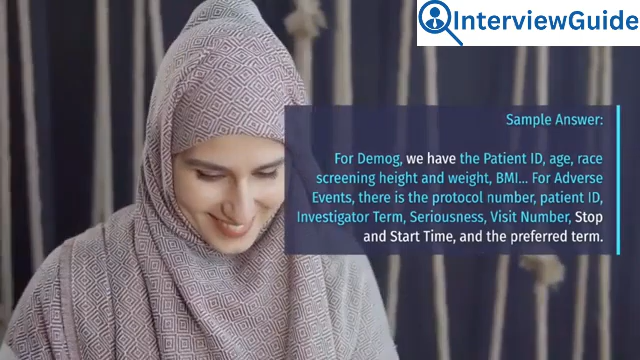 InterviewGuide
Sample Answer:
For Demog, we have the Patient ID, age, race
screening height and weight, BMI... For Adverse
Events, there is the protocol number, patient ID,
Investigator Term, Seriousness, Visit Number, Stop
and Start Time, and the preferred term.